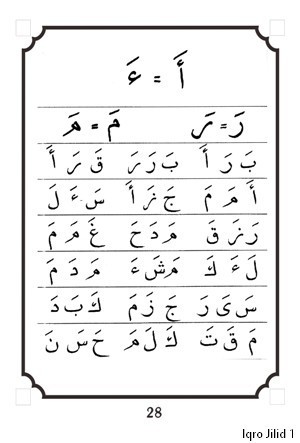 أَ = ءَ
رَ = رَ مَ = مَ
بَ رَ أَ بَ رَ رَ قَ رَ أَ
أَ مَ مَ جَ زَ أَ سَ ءَ لَ
رَ زَ قَ مَ دَ حَ غَ مَ مَ
لَ ءَ كَ مَ شَ ءَ مَ دَ مَ
سَ يَ رَ جَ زَ مَ كَ بَ دَ
مَ قَ تَ كَ لَ مَ حَ سَ نَ
28
Iqro Jilid 1